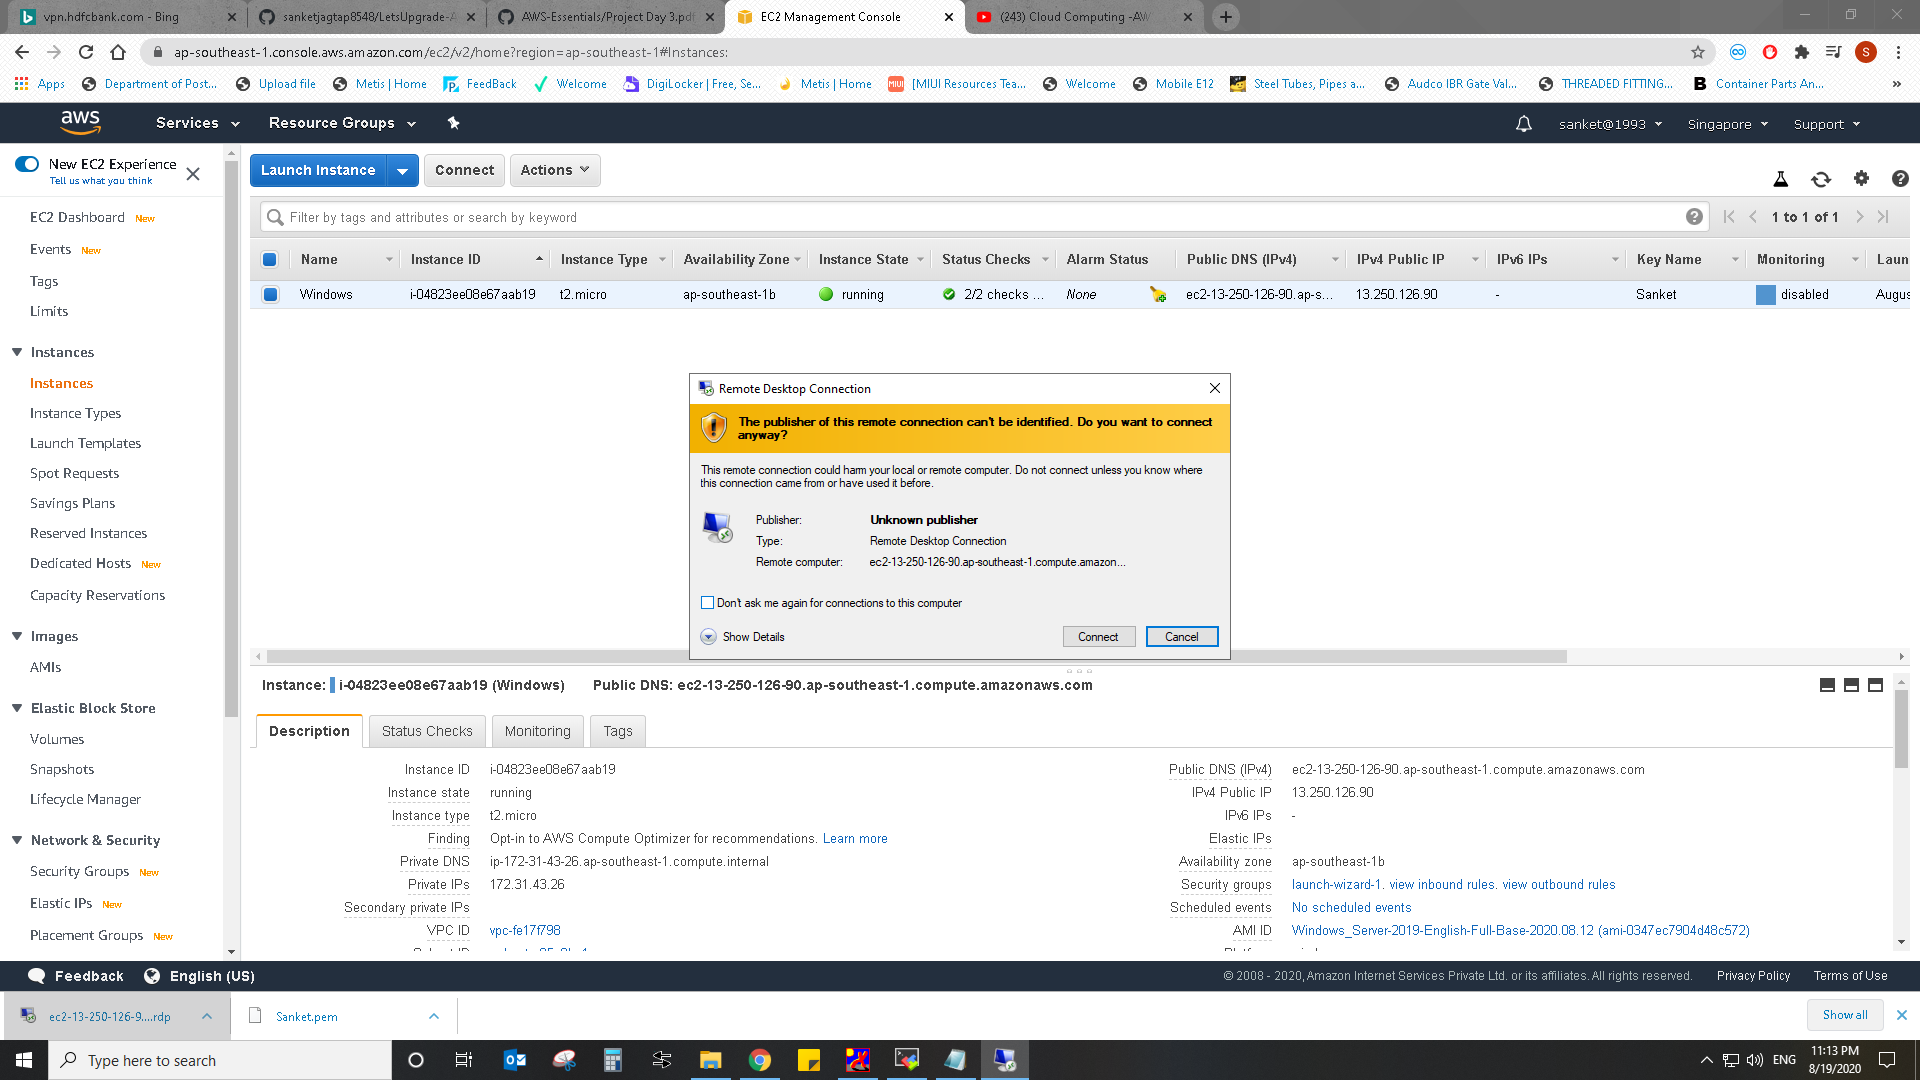 vpn.hdfcbank.com - Bing
sanketjagtap8548/LetsUpgrade-A
AWS-Essentials/Project Day 3.pdf
EC2 Management Console
(243) Cloud Computing -AW
ap-southeast-1.console.aws.amazon.com/ec2/v2/home?region=ap-southeast-1#Instances:
S
Apps
Department of Post...
Upload file
Metis | Home
FeedBack
Welcome
DigiLocker | Free, Se...
Metis | Home
[MIUI Resources Tea...
Welcome
Mobile E12
Steel Tubes, Pipes a...
Audco IBR Gate Val...
THREADED FITTING...
Container Parts An...
aws
Services
Resource Groups
sanket@1993
Singapore
Support
New EC2 Experience
Tell us what you think
EC2 Dashboard New
Events New
Tags
Limits
Instances
Instances
Instance Types
Launch Templates
Spot Requests
Savings Plans
Reserved Instances
Dedicated Hosts New
Capacity Reservations
Images
AMIs
Elastic Block Store
Volumes
Snapshots
Lifecycle Manager
Network & Security
Security Groups New
Elastic IPs New
Placement Groups New
Launch Instance
Connect
Actions
Filter by tags and attributes or search by keyword
1 to 1 of 1
Name Instance ID Instance Type Availability Zone Instance State Status Checks Alarm Status Public DNS (IPv4) IPv4 Public IP IPv6 IPs Key Name Monitoring Laun
Windows i-04823ee08e67aab19 t2.micro ap-southeast-1b running 2/2 checks ... None ec2-13-250-126-90.ap-s... 13.250.126.90 - Sanket disabled Augus
Remote Desktop Connection
The publisher of this remote connection can't be identified. Do you want to connect
anyway?
This remote connection could harm your local or remote computer. Do not connect unless you know where
this connection came from or have used it before.
Publisher: Unknown publisher
Type: Remote Desktop Connection
Remote computer: ec2-13-250-126-90.ap-southeast-1.compute.amazon...
Don't ask me again for connections to this computer
Show Details
Connect
Cancel
Instance: i-04823ee08e67aab19 (Windows) Public DNS: ec2-13-250-126-90.ap-southeast-1.compute.amazonaws.com
Description
Status Checks
Monitoring
Tags
Instance ID i-04823ee08e67aab19
Instance state running
Instance type t2.micro
Finding Opt-in to AWS Compute Optimizer for recommendations. Learn more
Private DNS ip-172-31-43-26.ap-southeast-1.compute.internal
Private IPs 172.31.43.26
Secondary private IPs
VPC ID vpc-fe17f798
Public DNS (IPv4) ec2-13-250-126-90.ap-southeast-1.compute.amazonaws.com
IPv4 Public IP 13.250.126.90
IPv6 IPs -
Elastic IPs
Availability zone ap-southeast-1b
Security groups launch-wizard-1. view inbound rules. view outbound rules
Scheduled events No scheduled events
AMI ID Windows_Server-2019-English-Full-Base-2020.08.12 (ami-0347ec7904d48c572)
Feedback
English (US)
© 2008 - 2020, Amazon Internet Services Private Ltd. or its affiliates. All rights reserved.
Privacy Policy
Terms of Use
ec2-13-250-126-9....rdp
Sanket.pem
Show all
Type here to search
ENG
11:13 PM
8/19/2020